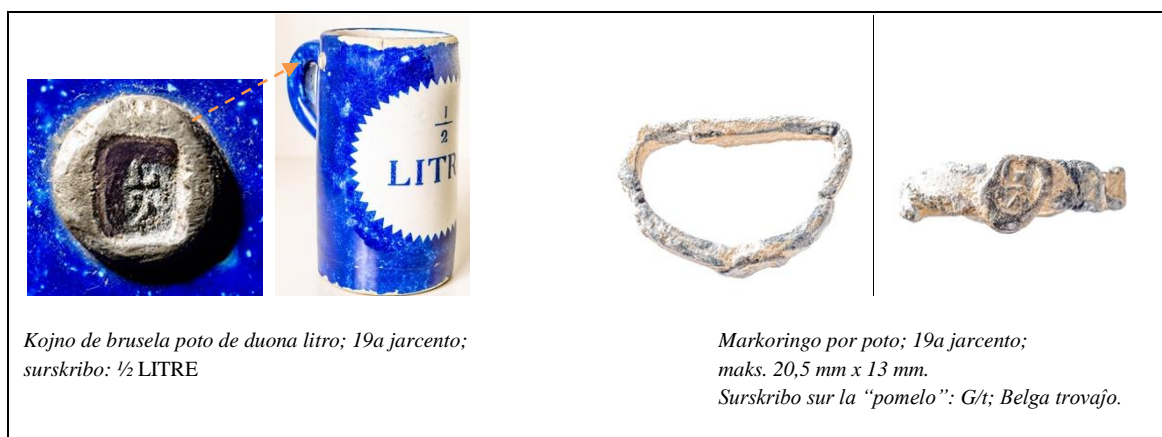 1
2
LITR
Kojno de brusela poto de duona litro; 19a jarcento;
surskribo: ½ LITRE
Markoringo por poto; 19a jarcento;
maks. 20,5 mm x 13 mm.
Surskribo sur la “pomelo”: G/t; Belga trovaĵo.